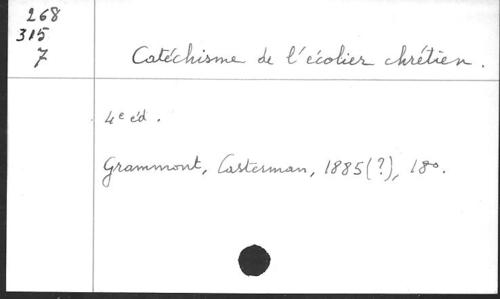 268
315
7
Catéchisme de l'écolier chrétien.
4e éd.
Grammont, Casterman, 1885(?), 18o.